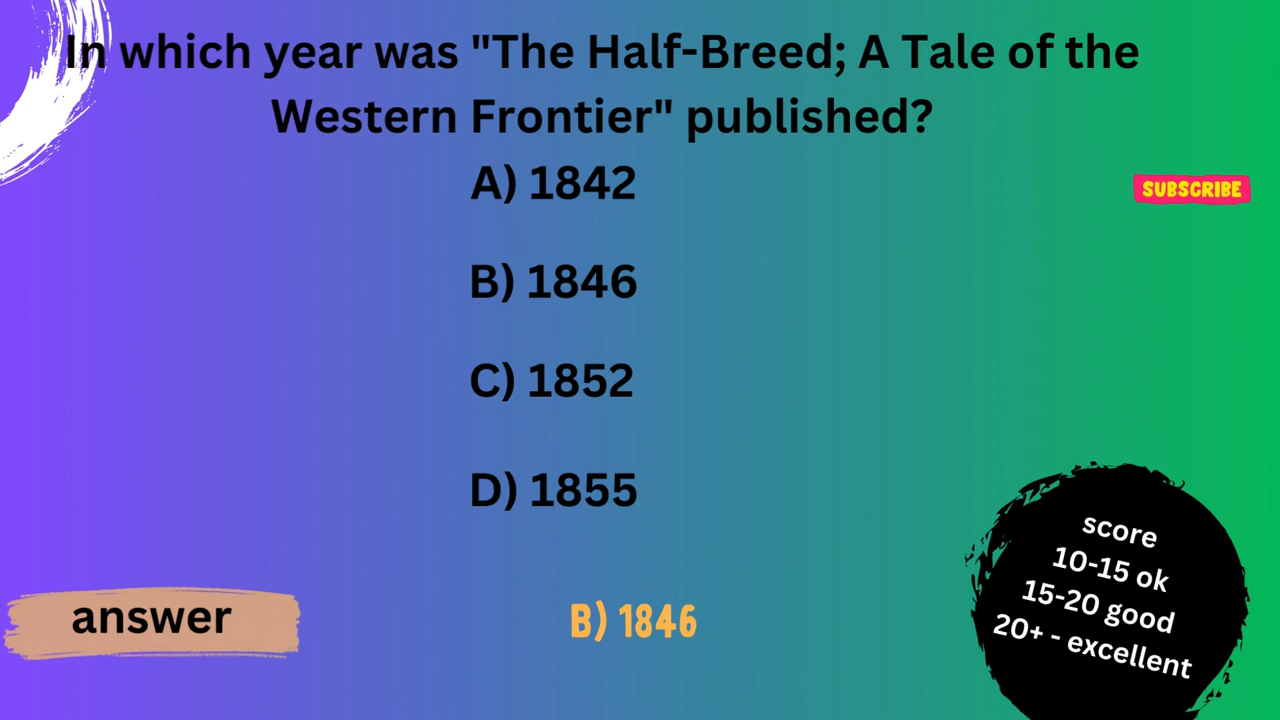 In which year was "The Half-Breed; A Tale of the
Western Frontier" published?
A) 1842
SUBSCRIBE
B) 1846
C) 1852
D) 1855
score
10-15 ok
15-20 good
20+ - excellent
answer
B) 1846